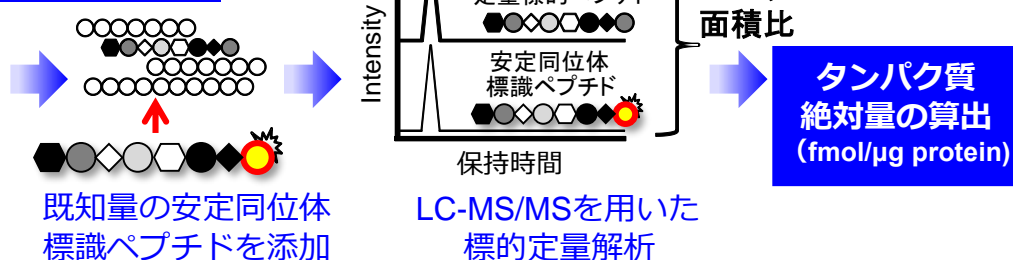 Intensity
安定同位体
標識ペプチド
保持時間
面積比
既知量の安定同位体
標識ペプチドを添加
LC-MS/MSを用いた
標的定量解析
タンパク質
絶対量の算出
(fmol/μg protein)